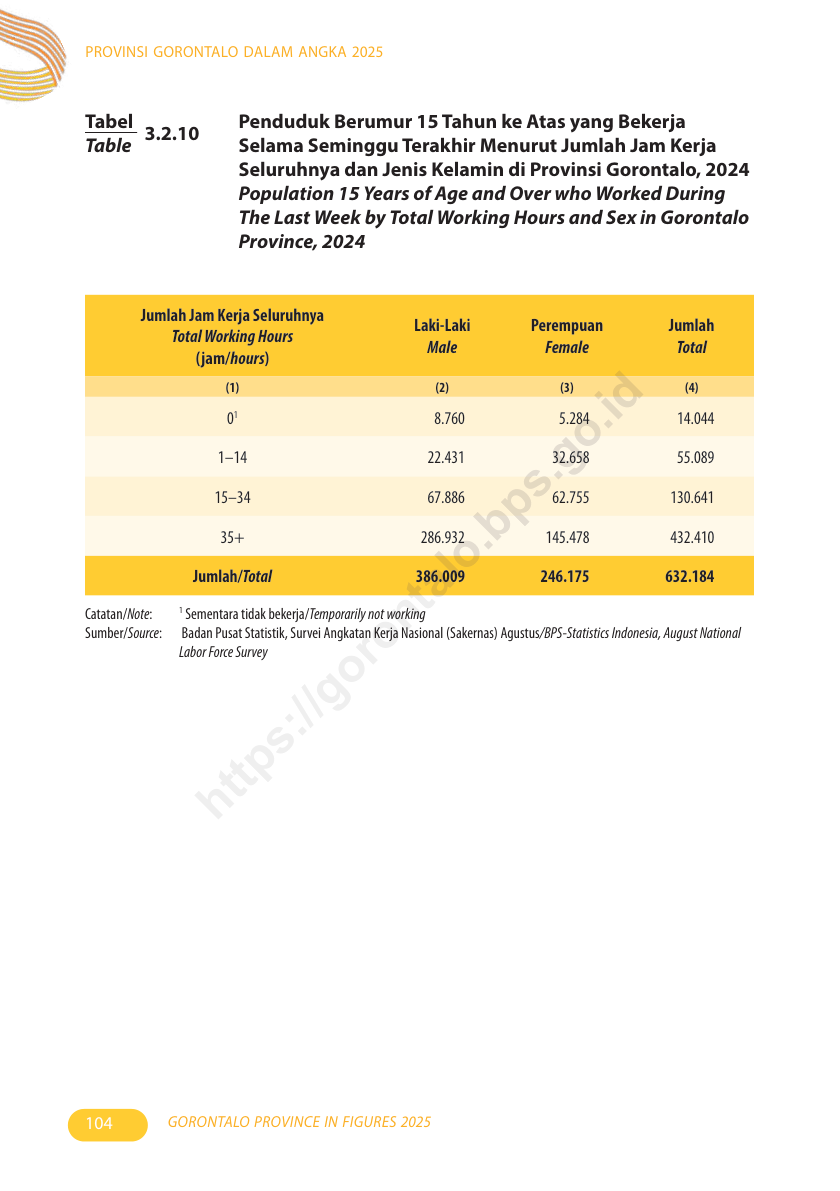 PROVINSI GORONTALO DALAM ANGKA 2025
Tabel
Table
3.2.10
Penduduk Berumur 15 Tahun ke Atas yang Bekerja
Selama Seminggu Terakhir Menurut Jumlah Jam Kerja
Seluruhnya dan Jenis Kelamin di Provinsi Gorontalo, 2024
Population 15 Years of Age and Over who Worked During
The Last Week by Total Working Hours and Sex in Gorontalo
Province, 2024
Jumlah Jam Kerja Seluruhnya
Total Working Hours
(jam/hours)
Laki-Laki
Male
Perempuan
Female
Jumlah
Total
(1) (2) (3) (4)
0¹ 8.760 5.284 14.044
1–14 22.431 32.658 55.089
15–34 67.886 62.755 130.641
35+ 286.932 145.478 432.410
Jumlah/Total 386.009 246.175 632.184
Catatan/Note: ¹ Sementara tidak bekerja/Temporarily not working
Sumber/Source: Badan Pusat Statistik, Survei Angkatan Kerja Nasional (Sakernas) Agustus/BPS-Statistics Indonesia, August National
Labor Force Survey
https://gorontalo.bps.go.id
104 GORONTALO PROVINCE IN FIGURES 2025